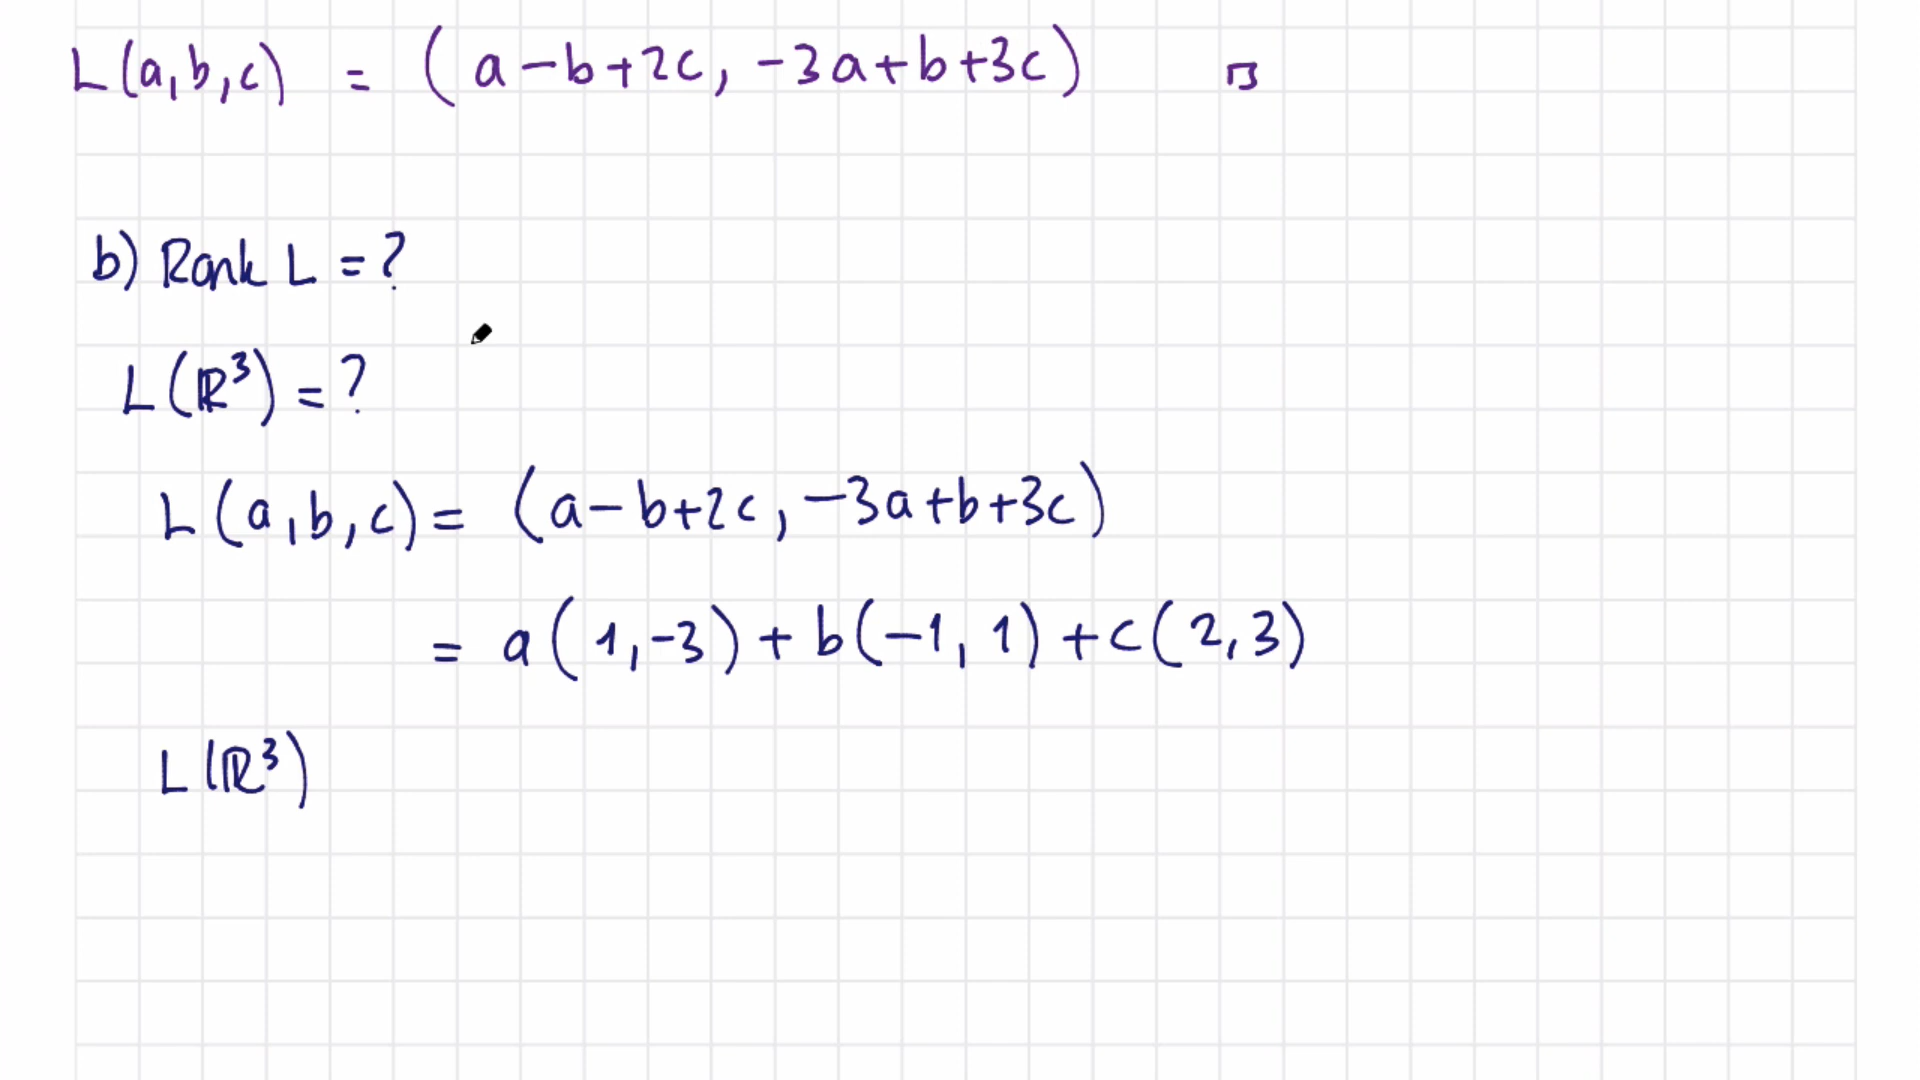 L(a,b,c) = (a-b+2c, -3a+b+3c)
b) Rank L = ?
L(ℝ³) = ?
L(a,b,c) = (a-b+2c, -3a+b+3c)
= a(1,-3) + b(-1,1) + c(2,3)
L(ℝ³)